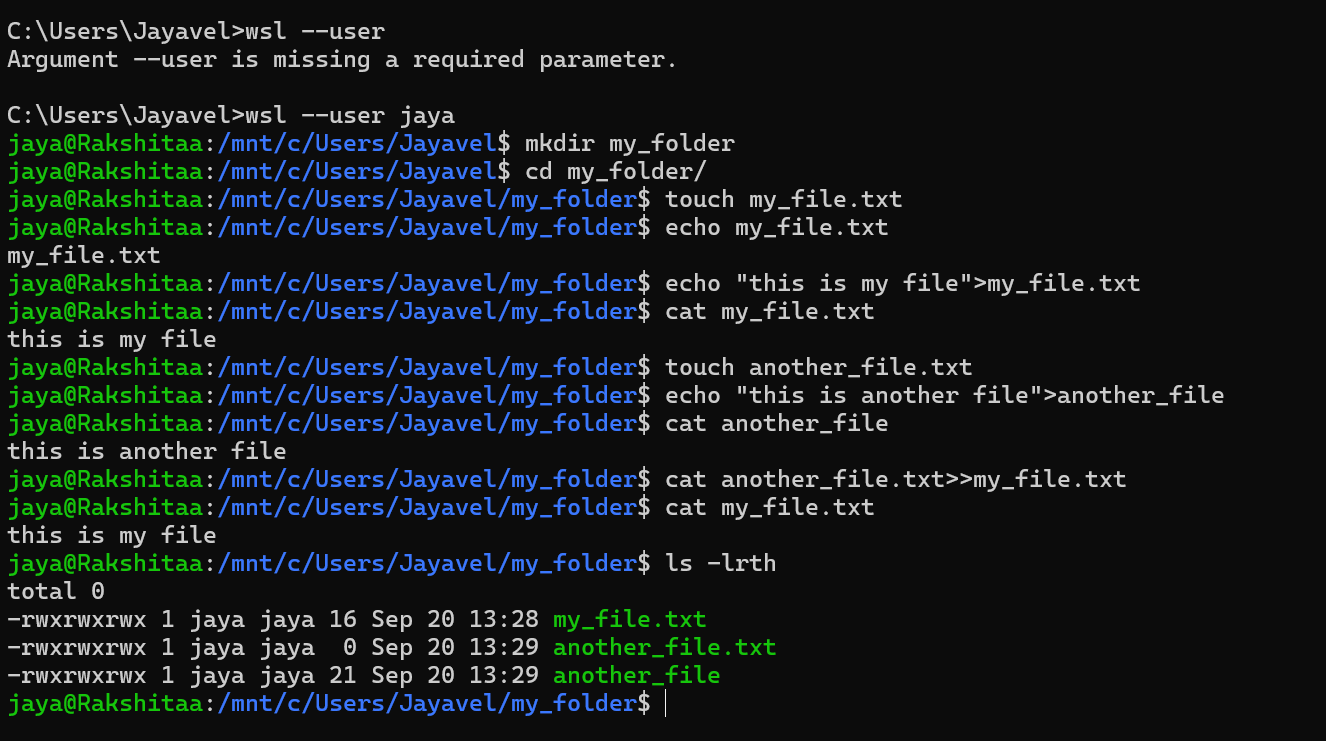 C:\Users\Jayavel>wsl --user
Argument --user is missing a required parameter.
C:\Users\Jayavel>wsl --user jaya
jaya@Rakshitaa:/mnt/c/Users/Jayavel$ mkdir my_folder
jaya@Rakshitaa:/mnt/c/Users/Jayavel$ cd my_folder/
jaya@Rakshitaa:/mnt/c/Users/Jayavel/my_folder$ touch my_file.txt
jaya@Rakshitaa:/mnt/c/Users/Jayavel/my_folder$ echo my_file.txt
my_file.txt
jaya@Rakshitaa:/mnt/c/Users/Jayavel/my_folder$ echo "this is my file">my_file.txt
jaya@Rakshitaa:/mnt/c/Users/Jayavel/my_folder$ cat my_file.txt
this is my file
jaya@Rakshitaa:/mnt/c/Users/Jayavel/my_folder$ touch another_file.txt
jaya@Rakshitaa:/mnt/c/Users/Jayavel/my_folder$ echo "this is another file">another_file
jaya@Rakshitaa:/mnt/c/Users/Jayavel/my_folder$ cat another_file
this is another file
jaya@Rakshitaa:/mnt/c/Users/Jayavel/my_folder$ cat another_file.txt>>my_file.txt
jaya@Rakshitaa:/mnt/c/Users/Jayavel/my_folder$ cat my_file.txt
this is my file
jaya@Rakshitaa:/mnt/c/Users/Jayavel/my_folder$ ls -lrth
total 0
-rwxrwxrwx 1 jaya jaya 16 Sep 20 13:28 my_file.txt
-rwxrwxrwx 1 jaya jaya  0 Sep 20 13:29 another_file.txt
-rwxrwxrwx 1 jaya jaya 21 Sep 20 13:29 another_file
jaya@Rakshitaa:/mnt/c/Users/Jayavel/my_folder$